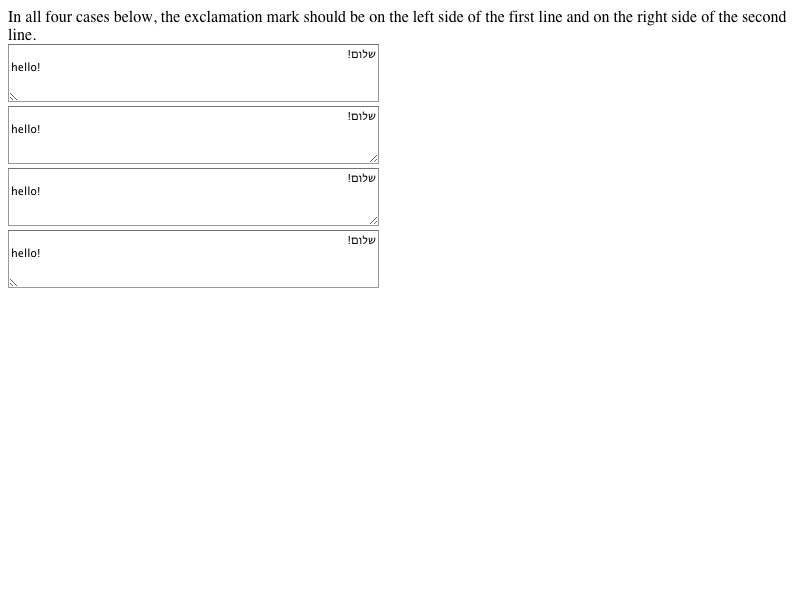 In all four cases below, the exclamation mark should be on the left side of the first line and on the right side of the second
line.
שלום!
hello!
שלום!
hello!
שלום!
hello!
שלום!
hello!